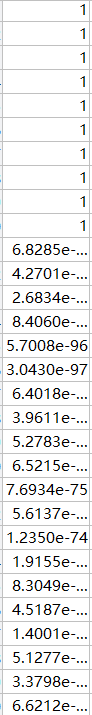 1
1
1
1
1
1
1
1
1
1
6.8285e-...
4.2701e-...
2.6834e-...
8.4060e-...
5.7008e-96
3.0430e-97
6.4018e-...
3.9611e-...
5.2783e-...
6.5215e-...
7.6934e-75
5.6137e-...
1.2350e-74
1.9155e-...
8.3049e-...
4.5187e-...
1.4001e-...
5.1277e-...
3.3798e-...
6.6212e-...